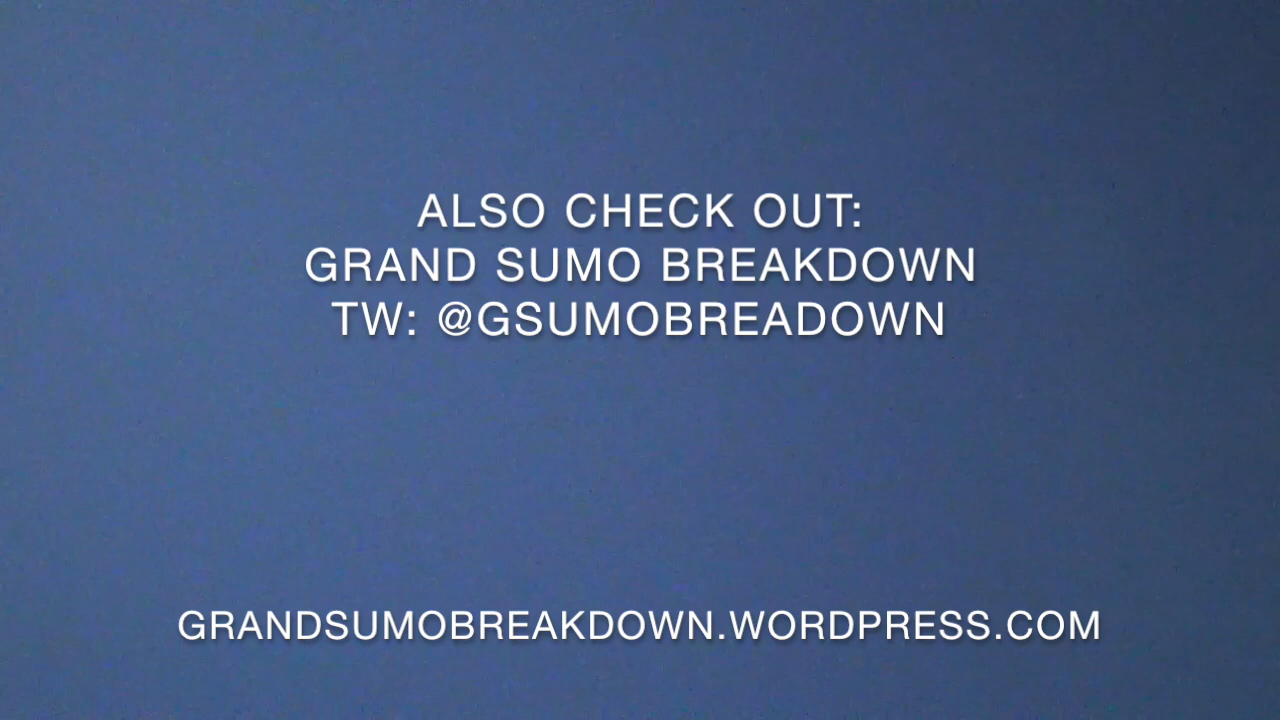 ALSO CHECK OUT:
GRAND SUMO BREAKDOWN
TW: @GSUMOBREADOWN
GRANDSUMOBREAKDOWN.WORDPRESS.COM